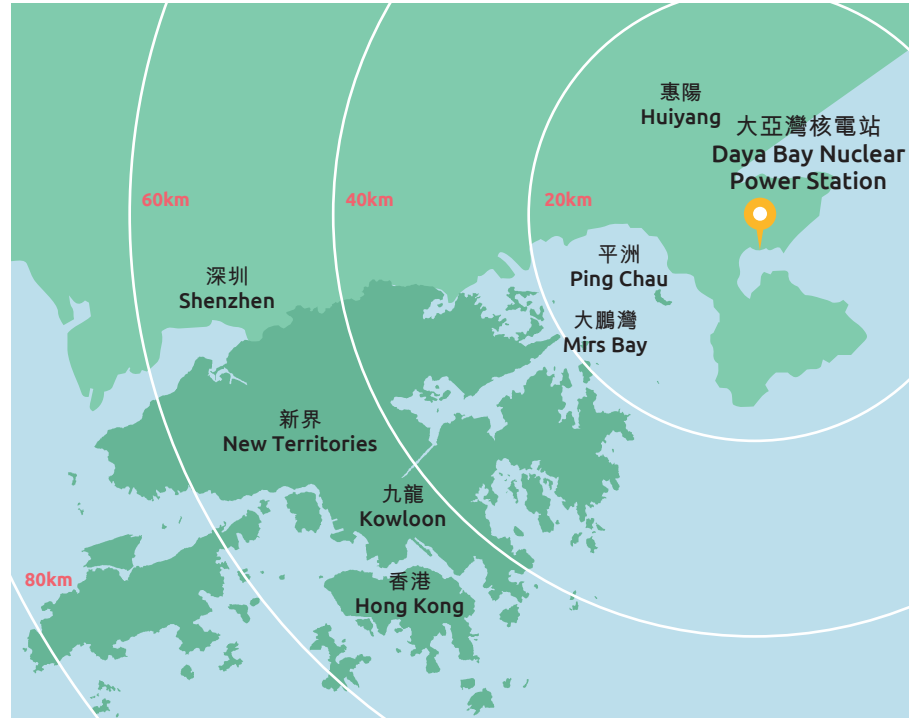 惠陽
Huiyang
大亞灣核電站
Daya Bay Nuclear
Power Station
60km
40km
20km
平洲
Ping Chau
深圳
Shenzhen
大鵬灣
Mirs Bay
新界
New Territories
九龍
Kowloon
80km
香港
Hong Kong